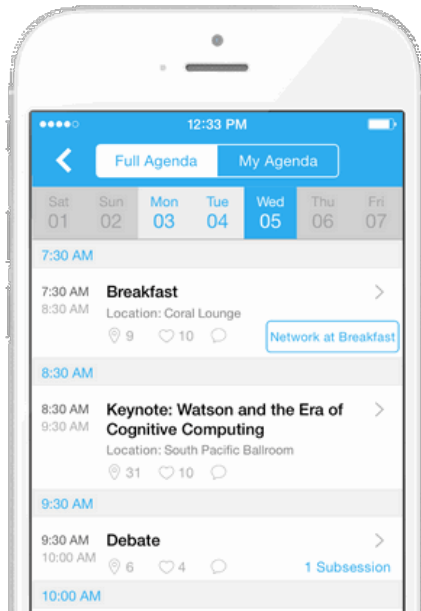 12:33 PM
Full Agenda My Agenda
Sat Sun Mon Tue Wed Thu Fri
01 02 03 04 05 06 07
7:30 AM
7:30 AM Breakfast
8:30 AM Location: Coral Lounge
9 10 Network at Breakfast
8:30 AM
8:30 AM Keynote: Watson and the Era of
9:30 AM Cognitive Computing
Location: South Pacific Ballroom
31 10
9:30 AM
9:30 AM Debate
10:00 AM 6 4 1 Subsession
10:00 AM